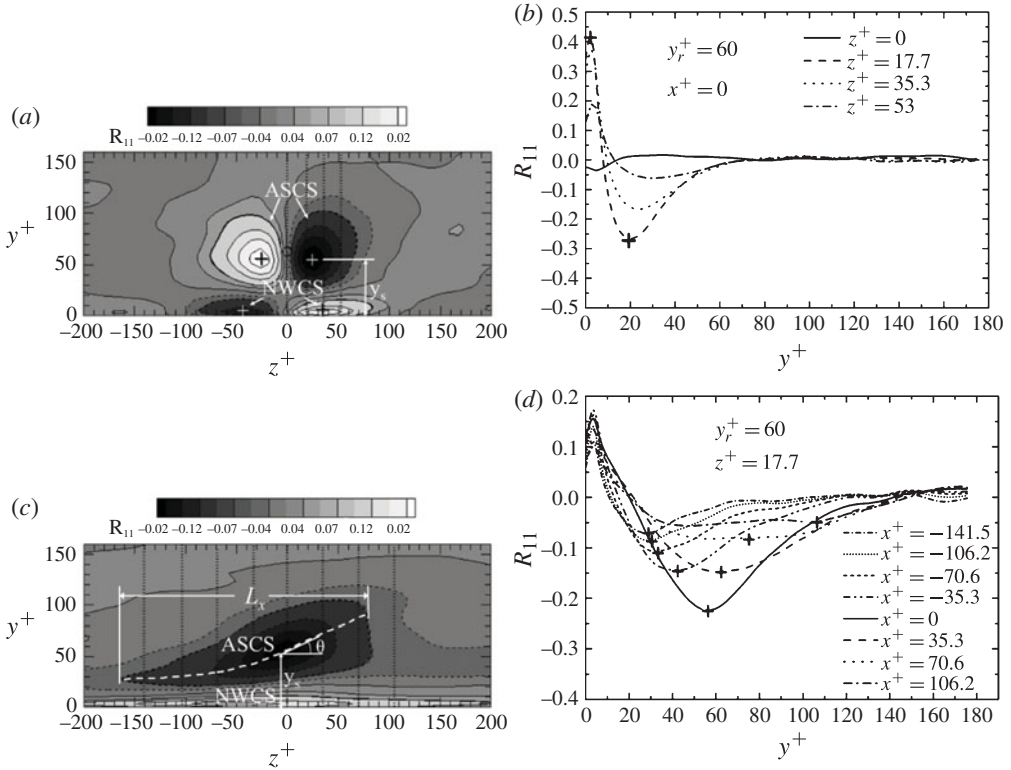 (a)
R11 –0.02 –0.12 –0.07 –0.04 0.04 0.07 0.12 0.02
150
100
50
0
y+
ASCS
NWCS
ys
–200 –150 –100 –50 0 50 100 150 200
z+
(b)
0.5
0.4
0.3
0.2
0.1
0.0
–0.1
–0.2
–0.3
–0.4
–0.5
R11
yr+ = 60
x+ = 0
z+ = 0
z+ = 17.7
z+ = 35.3
z+ = 53
0 20 40 60 80 100 120 140 160 180
y+
(c)
R11 –0.02 –0.12 –0.07 –0.04 0.04 0.07 0.12 0.02
150
100
50
0
y+
Lx
ASCS
θ
ys
NWCS
–200 –150 –100 –50 0 50 100 150 200
z+
(d)
0.2
0.1
0.0
–0.1
–0.2
–0.3
–0.4
R11
yr+ = 60
z+ = 17.7
x+ = –141.5
x+ = –106.2
x+ = –70.6
x+ = –35.3
x+ = 0
x+ = 35.3
x+ = 70.6
x+ = 106.2
0 20 40 60 80 100 120 140 160 180
y+